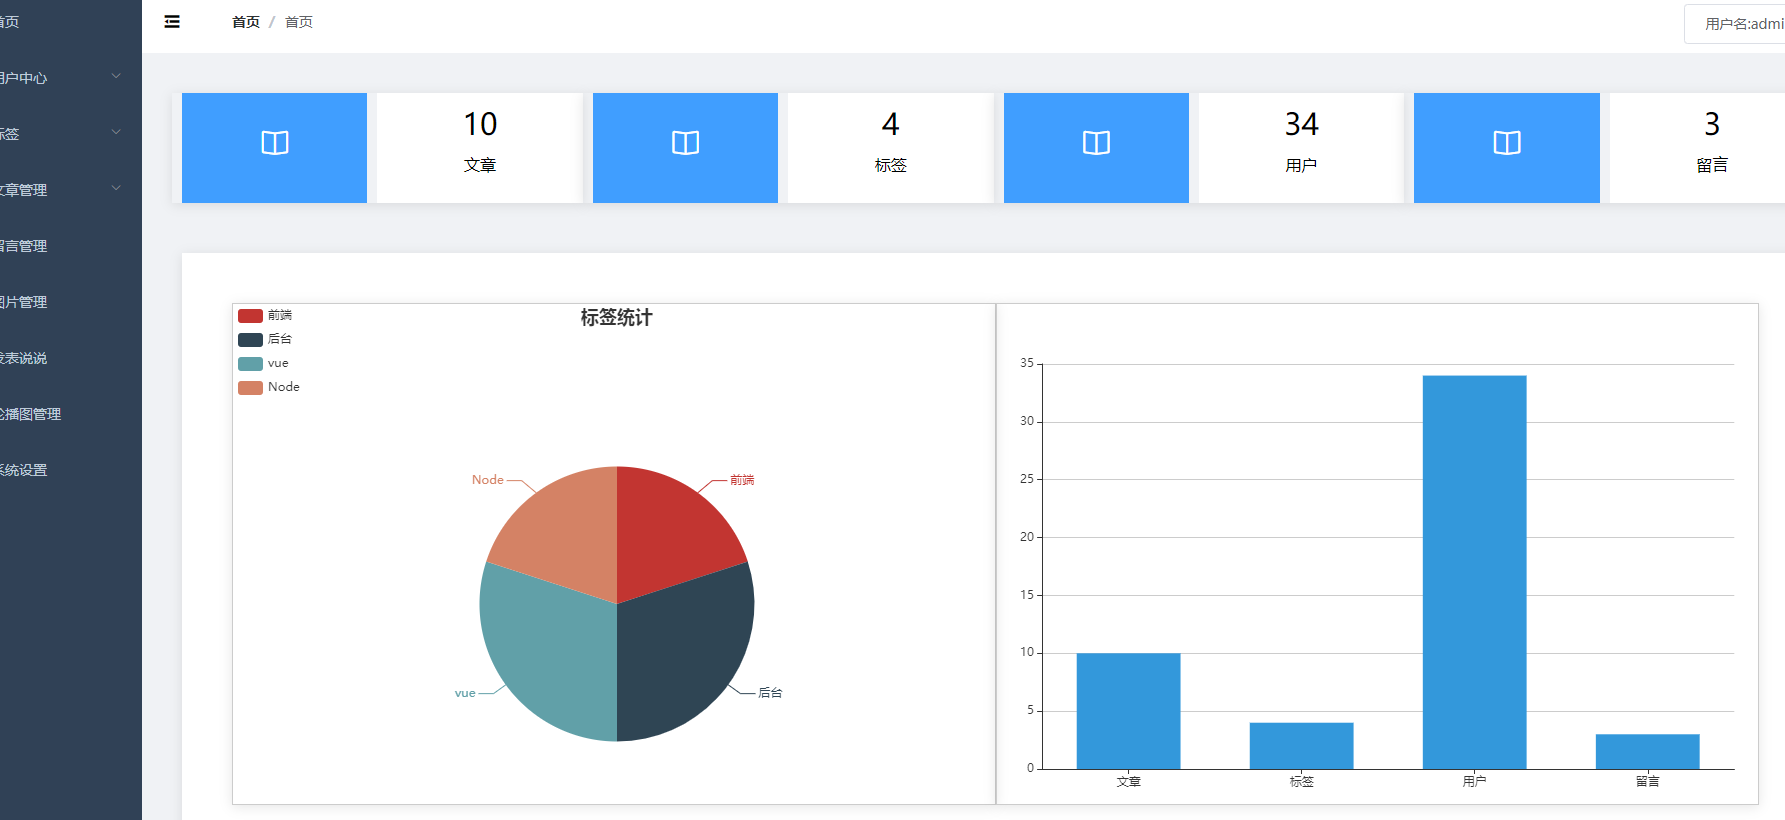 首页
首页 / 首页
用户名:admi
用户中心
标签
文章管理
留言管理
图片管理
发表说说
轮播图管理
系统设置
10
文章
4
标签
34
用户
3
留言
标签统计
前端
后台
vue
Node
Node
前端
vue
后台
35
30
25
20
15
10
5
0
文章
标签
用户
留言